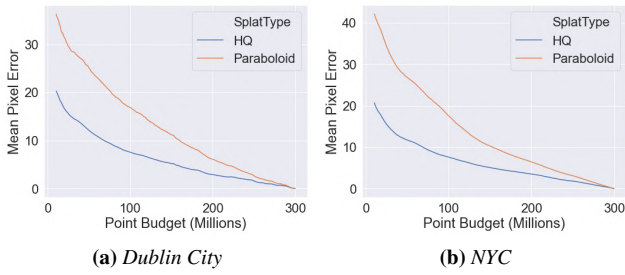 SplatType
HQ
Paraboloid
Mean Pixel Error
30
20
10
0
0
100
200
300
Point Budget (Millions)
(a) Dublin City
SplatType
HQ
Paraboloid
Mean Pixel Error
40
30
20
10
0
0
100
200
300
Point Budget (Millions)
(b) NYC